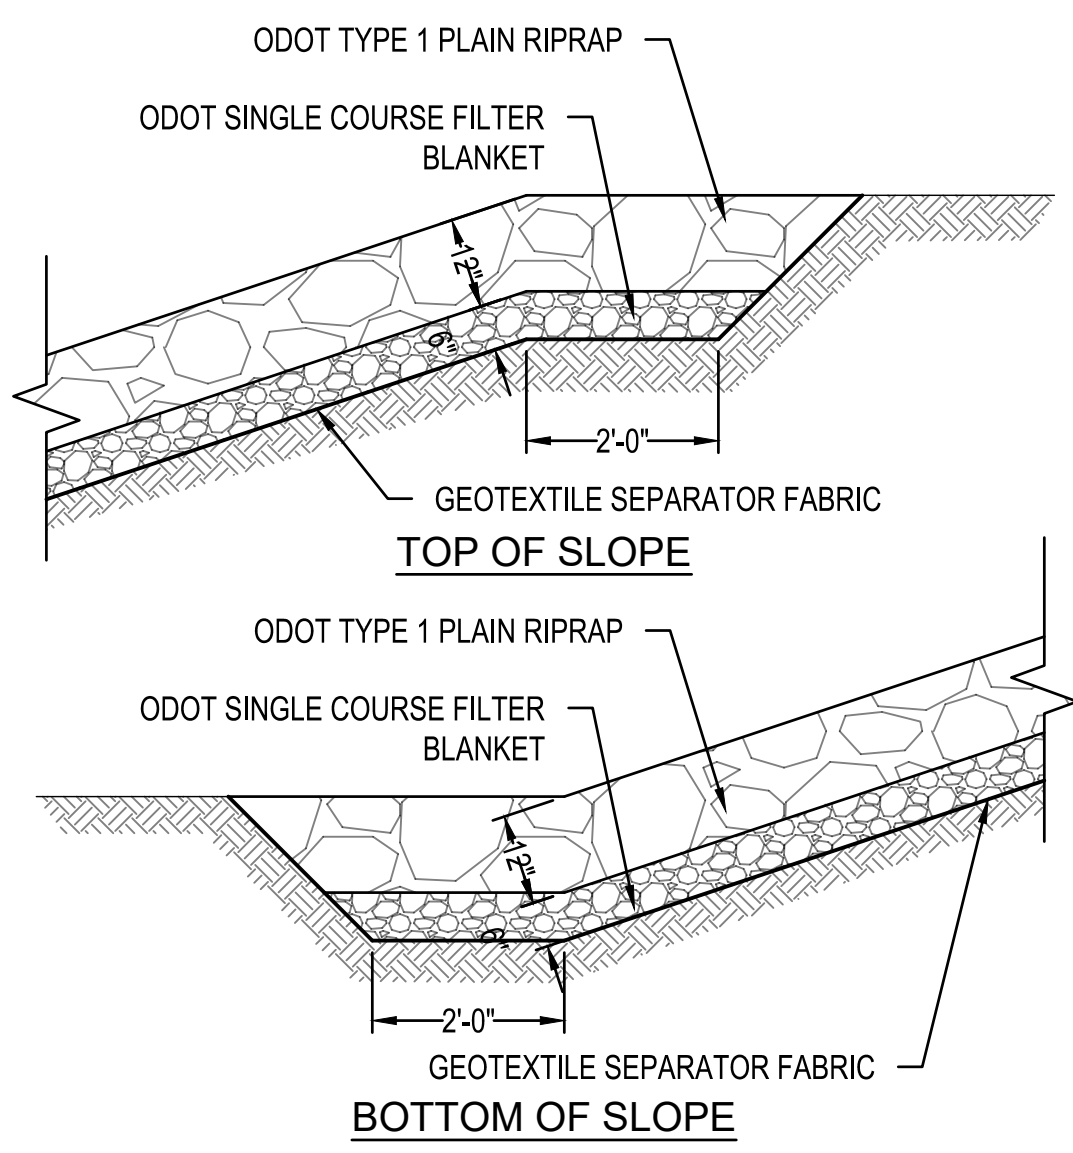 ODOT TYPE 1 PLAIN RIPRAP
ODOT SINGLE COURSE FILTER
BLANKET
12"
6"
2'-0"
GEOTEXTILE SEPARATOR FABRIC
TOP OF SLOPE
ODOT TYPE 1 PLAIN RIPRAP
ODOT SINGLE COURSE FILTER
BLANKET
12"
6"
2'-0"
GEOTEXTILE SEPARATOR FABRIC
BOTTOM OF SLOPE